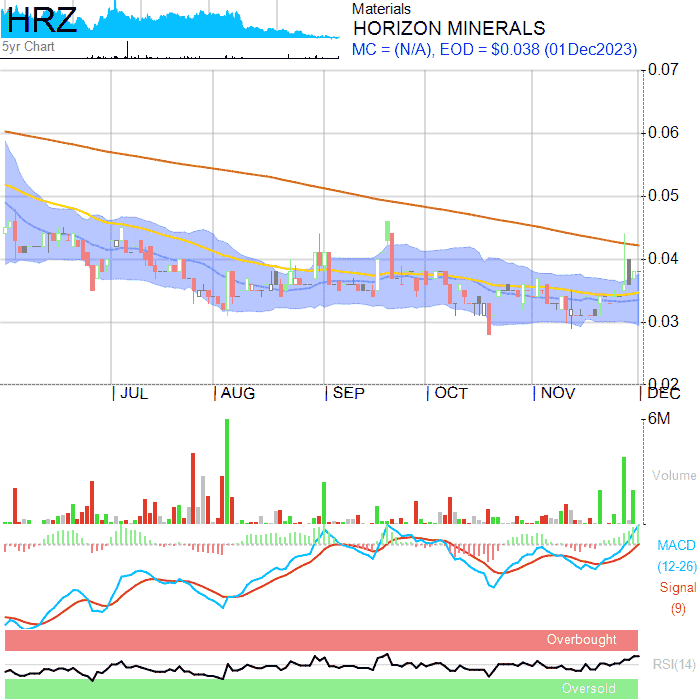 HRZ
5yr Chart
Materials
HORIZON MINERALS
MC = (N/A), EOD = $0.038 (01Dec2023)
0.07
0.06
0.05
0.04
0.03
0.02
JUL
AUG
SEP
OCT
NOV
DEC
6M
Volume
MACD
(12-26)
Signal
(9)
Overbought
RSI(14)
Oversold